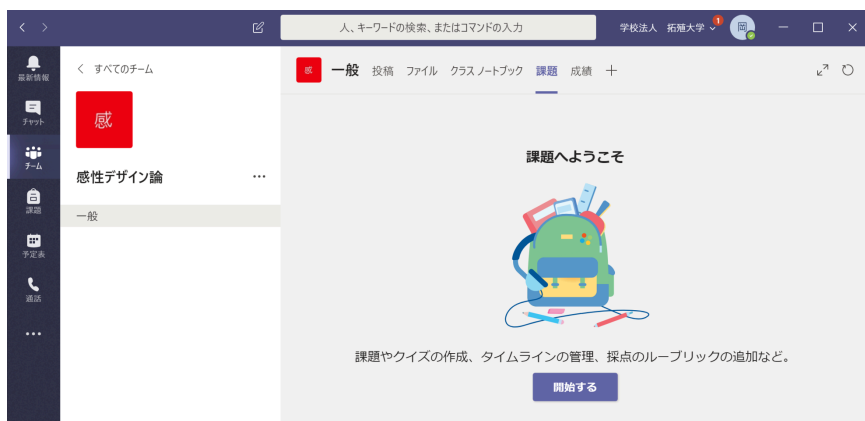 人、キーワードの検索、またはコマンドの入力
学校法人 拓殖大学
岡
最新情報
チャット
チーム
課題
予定表
通話
すべてのチーム
感
感性デザイン論
一般
感 一般 投稿 ファイル クラス ノートブック 課題 成績
課題へようこそ
課題やクイズの作成、タイムラインの管理、採点のルーブリックの追加など。
開始する